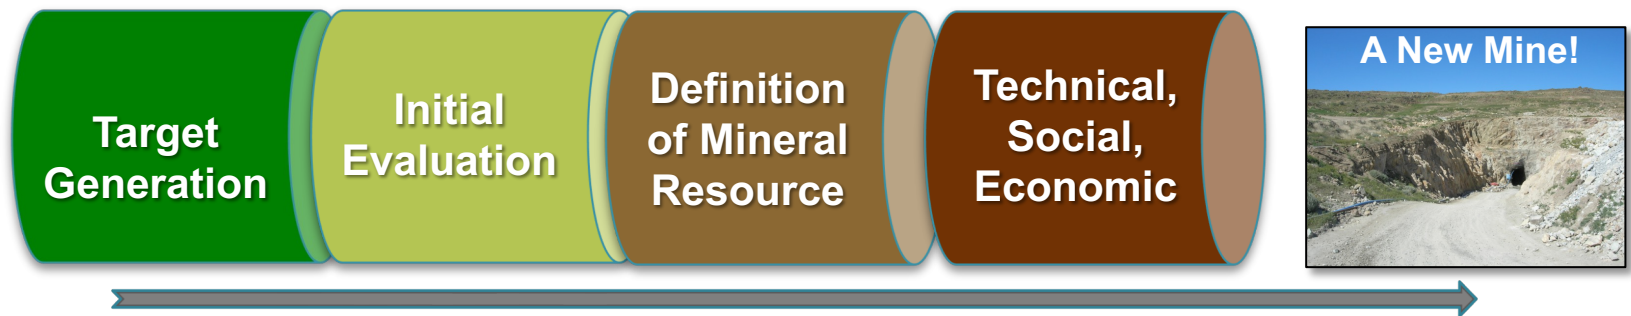 Target
Generation
Initial
Evaluation
Definition
of Mineral
Resource
Technical,
Social,
Economic
A New Mine!